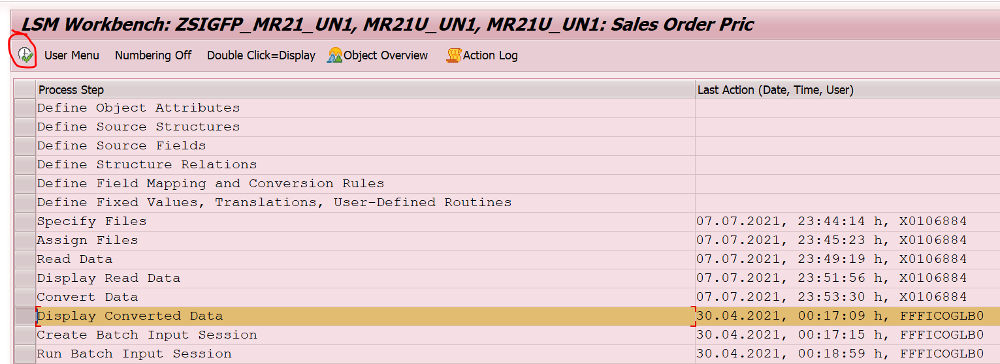 LSM Workbench: ZSIGFP_MR21_UN1, MR21U_UN1, MR21U_UN1: Sales Order Pric
User Menu Numbering Off Double Click=Display Object Overview Action Log
Process Step Last Action (Date, Time, User)
Define Object Attributes
Define Source Structures
Define Source Fields
Define Structure Relations
Define Field Mapping and Conversion Rules
Define Fixed Values, Translations, User-Defined Routines
Specify Files 07.07.2021, 23:44:14 h, X0106884
Assign Files 07.07.2021, 23:45:23 h, X0106884
Read Data 07.07.2021, 23:49:19 h, X0106884
Display Read Data 07.07.2021, 23:51:56 h, X0106884
Convert Data 07.07.2021, 23:53:30 h, X0106884
Display Converted Data 30.04.2021, 00:17:09 h, FFFICOGLB0
Create Batch Input Session 30.04.2021, 00:17:15 h, FFFICOGLB0
Run Batch Input Session 30.04.2021, 00:18:59 h, FFFICOGLB0